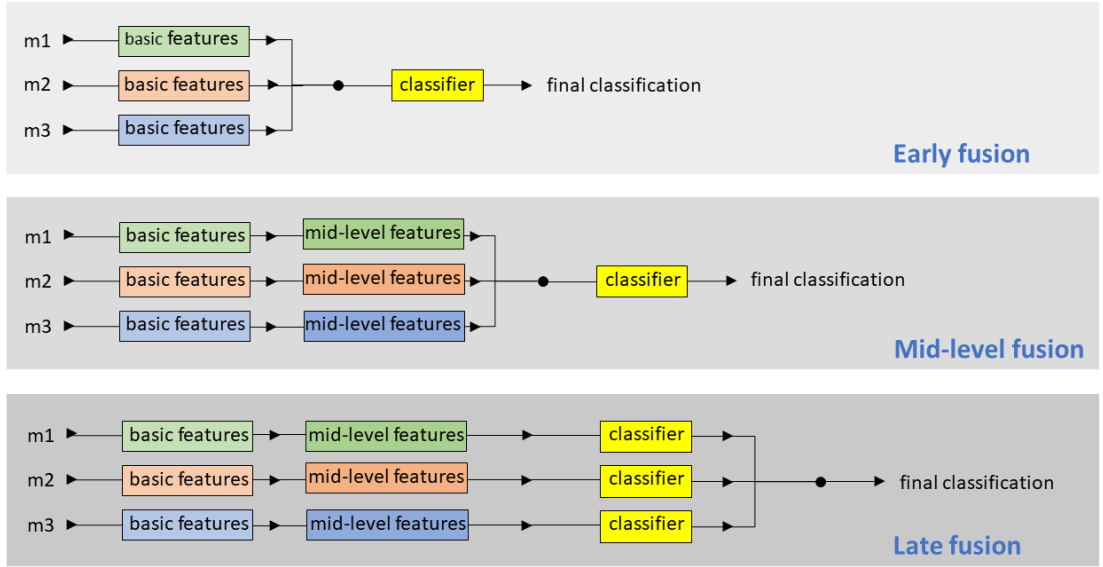 m1 basic features
m2 basic features classifier final classification
m3 basic features
Early fusion
m1 basic features mid-level features
m2 basic features mid-level features classifier final classification
m3 basic features mid-level features
Mid-level fusion
m1 basic features mid-level features classifier
m2 basic features mid-level features classifier final classification
m3 basic features mid-level features classifier
Late fusion